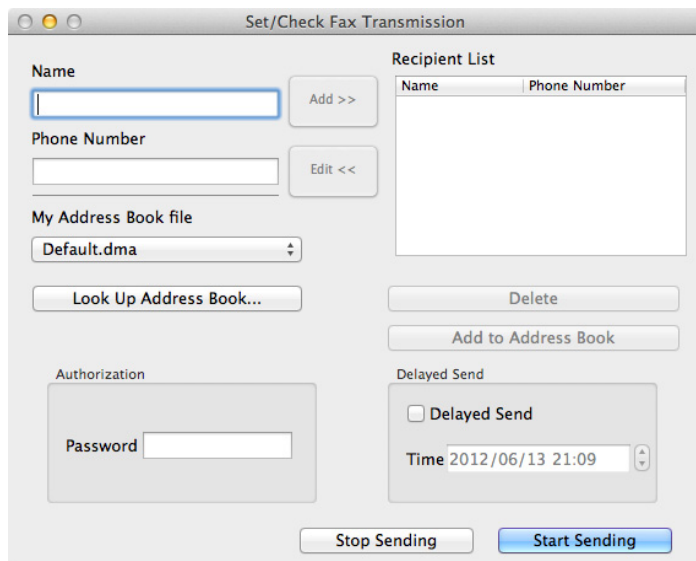 Set/Check Fax Transmission
Name
Add >>
Phone Number
Edit <<
My Address Book file
Default.dma
Look Up Address Book...
Recipient List
Name Phone Number
Delete
Add to Address Book
Authorization
Password
Delayed Send
Delayed Send
Time 2012/06/13 21:09
Stop Sending Start Sending